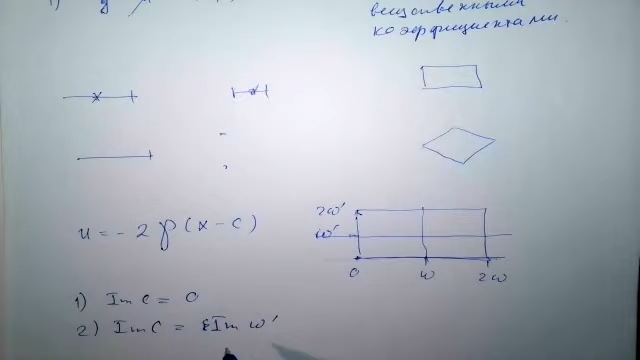 вещественными
коэффициентами.
u = -2 ℘(x-c)
2ω'
ω'
0 ω 2ω
1) Im c = 0
2) Im c = Im ω'